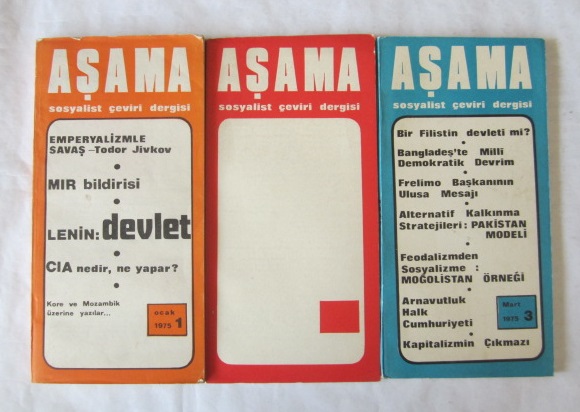 AŞAMA
sosyalist çeviri dergisi
EMPERYALİZMLE
SAVAŞ –Todor Jivkov
MIR bildirisi
LENİN: devlet
CIA nedir, ne yapar?
Kore ve Mozambik
üzerine yazılar...
ocak
1975 1
AŞAMA
sosyalist çeviri dergisi
AŞAMA
sosyalist çeviri dergisi
Bir Filistin devleti mi?
Bangladeş'te Milli
Demokratik Devrim
Frelimo Başkanının
Ulusa Mesajı
Alternatif Kalkınma
Stratejileri: PAKİSTAN
MODELİ
Feodalizmden
Sosyalizme :
MOĞOLİSTAN ÖRNEĞİ
Arnavutluk
Halk
Cumhuriyeti
Mart
1975 3
Kapitalizmin Çıkmazı